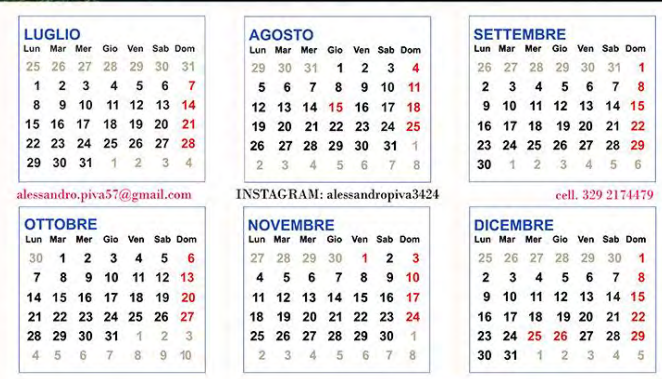 LUGLIO
Lun Mar Mer Gio Ven Sab Dom
25 26 27 28 29 30 31
1 2 3 4 5 6 7
8 9 10 11 12 13 14
15 16 17 18 19 20 21
22 23 24 25 26 27 28
29 30 31 1 2 3 4
AGOSTO
Lun Mar Mer Gio Ven Sab Dom
29 30 31 1 2 3 4
5 6 7 8 9 10 11
12 13 14 15 16 17 18
19 20 21 22 23 24 25
26 27 28 29 30 31 1
2 3 4 5 6 7 8
SETTEMBRE
Lun Mar Mer Gio Ven Sab Dom
26 27 28 29 30 31 1
2 3 4 5 6 7 8
9 10 11 12 13 14 15
16 17 18 19 20 21 22
23 24 25 26 27 28 29
30 1 2 3 4 5 6
alessandro.piva57@gmail.com
INSTAGRAM: alessandropiva3424
cell. 329 2174479
OTTOBRE
Lun Mar Mer Gio Ven Sab Dom
30 1 2 3 4 5 6
7 8 9 10 11 12 13
14 15 16 17 18 19 20
21 22 23 24 25 26 27
28 29 30 31 1 2 3
4 5 6 7 8 9 10
NOVEMBRE
Lun Mar Mer Gio Ven Sab Dom
27 28 29 30 1 2 3
4 5 6 7 8 9 10
11 12 13 14 15 16 17
18 19 20 21 22 23 24
25 26 27 28 29 30 1
2 3 4 5 6 7 8
DICEMBRE
Lun Mar Mer Gio Ven Sab Dom
25 26 27 28 29 30 1
2 3 4 5 6 7 8
9 10 11 12 13 14 15
16 17 18 19 20 21 22
23 24 25 26 27 28 29
30 31 1 2 3 4 5